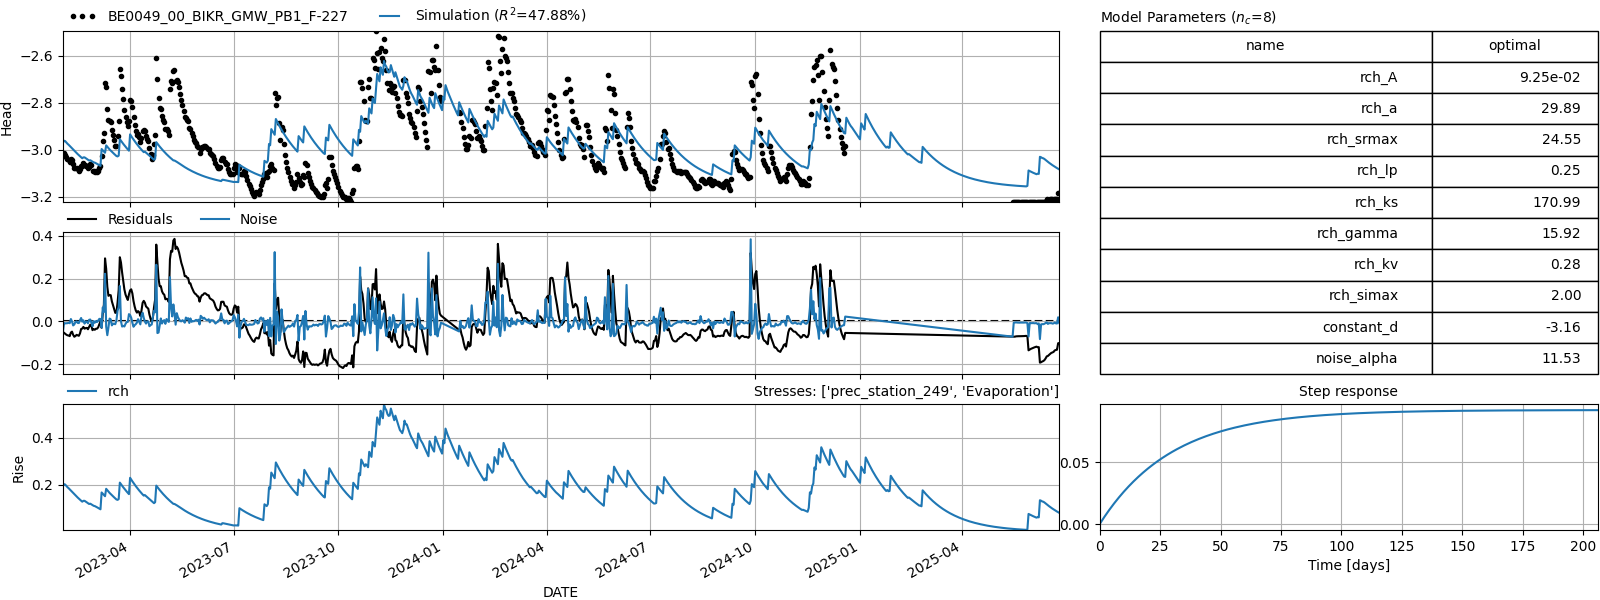 BE0049_00_BIKR_GMW_PB1_F-227 Simulation (R²=47.88%)
Head
−2.6
−2.8
−3.0
−3.2
Residuals Noise
0.4
0.2
0.0
−0.2
rch Stresses: ['prec_station_249', 'Evaporation']
Rise
0.4
0.2
2023-04 2023-07 2023-10 2024-01 2024-04 2024-07 2024-10 2025-01 2025-04
DATE
Model Parameters (n_c=8)
name optimal
rch_A 9.25e-02
rch_a 29.89
rch_srmax 24.55
rch_lp 0.25
rch_ks 170.99
rch_gamma 15.92
rch_kv 0.28
rch_simax 2.00
constant_d -3.16
noise_alpha 11.53
Step response
0.05
0.00
0 25 50 75 100 125 150 175 200
Time [days]